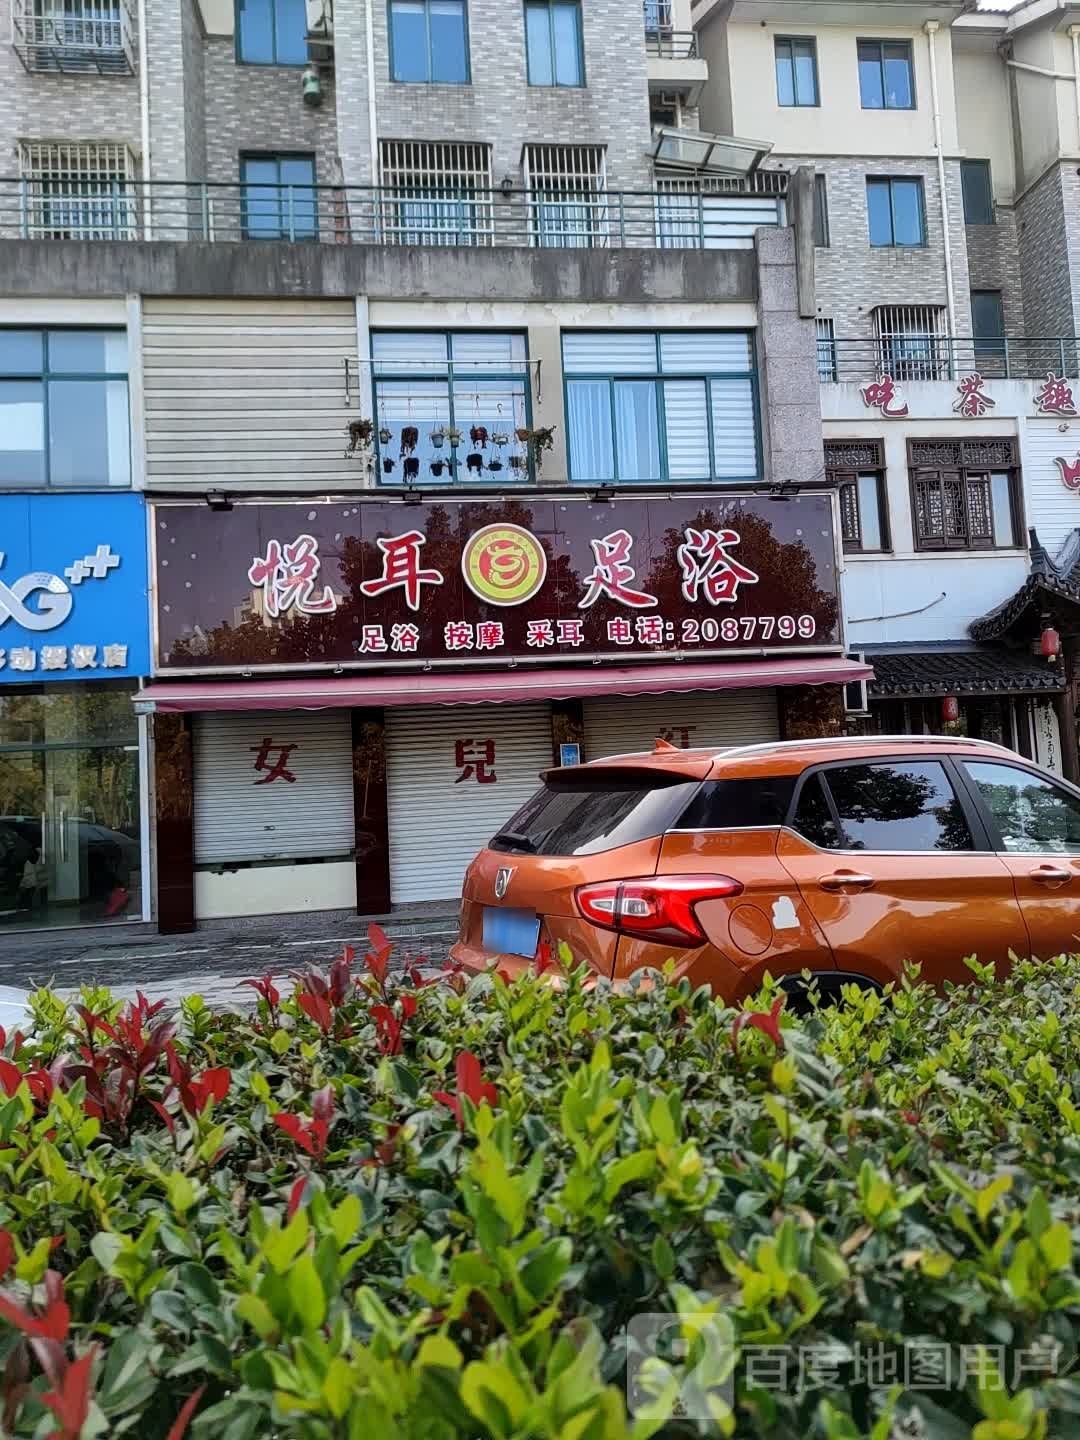 吃茶趣
悦耳 足浴
足浴 按摩 采耳 电话:2087799
G++
移动授权店
女 兒 红
百度地图用户